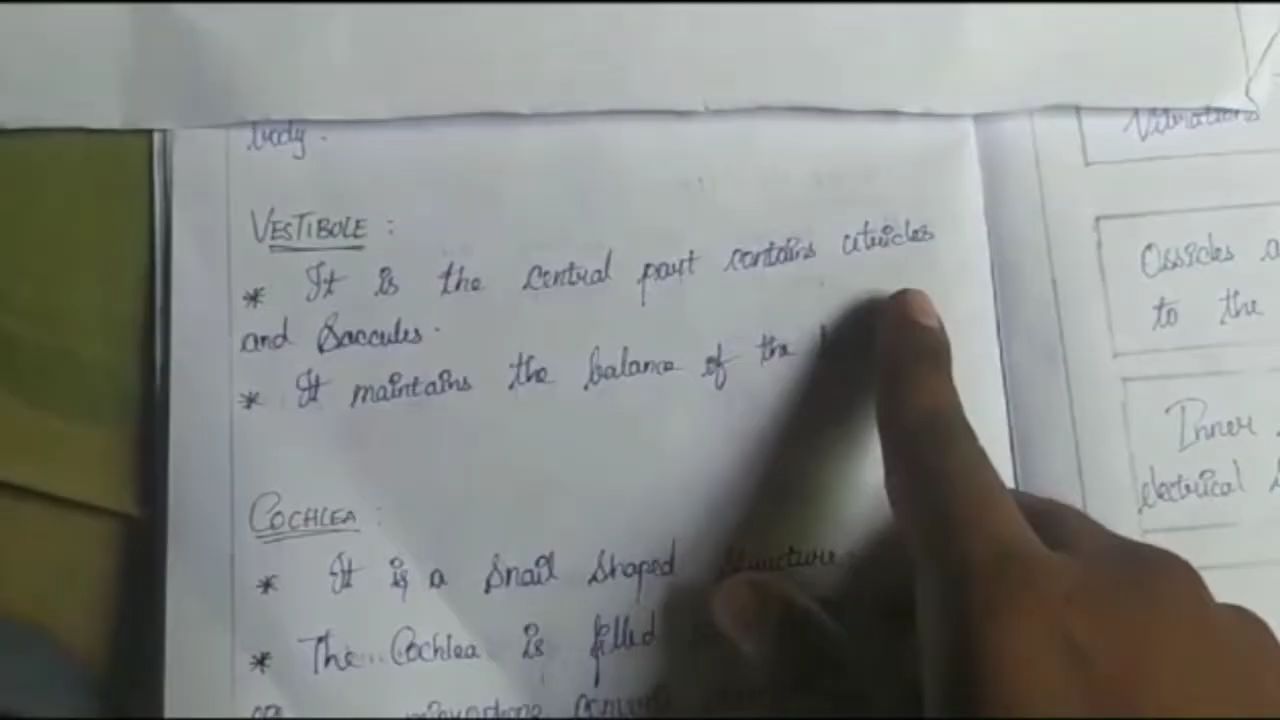 body.
VESTIBOLE :
* It is the central part contains utricles
and Saccules.
* It maintains the balance of the
COCHLEA :
* It is a Snail Shaped Structure
* The Cochlea is filled
Vibrations
Ossicles
to the
Inner
electrical